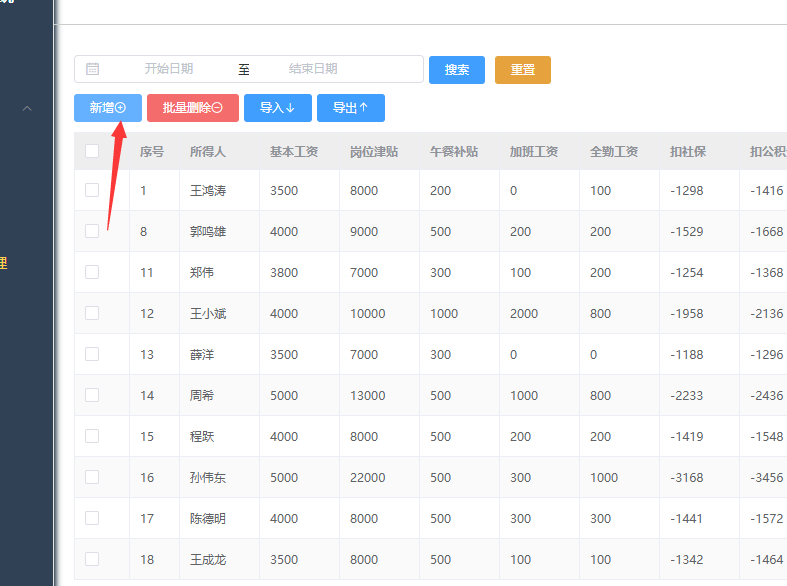 开始日期 至 结束日期 搜索 重置
新增 批量删除 导入 导出
序号 所得人 基本工资 岗位津贴 午餐补贴 加班工资 全勤工资 扣社保 扣公积
1 王鸿涛 3500 8000 200 0 100 -1298 -1416
8 郭鸣雄 4000 9000 500 200 200 -1529 -1668
11 郑伟 3800 7000 300 100 200 -1254 -1368
理
12 王小斌 4000 10000 1000 2000 800 -1958 -2136
13 薛洋 3500 7000 300 0 0 -1188 -1296
14 周希 5000 13000 500 1000 800 -2233 -2436
15 程跃 4000 8000 500 200 200 -1419 -1548
16 孙伟东 5000 22000 500 300 1000 -3168 -3456
17 陈德明 4000 8000 500 300 300 -1441 -1572
18 王成龙 3500 8000 500 100 100 -1342 -1464